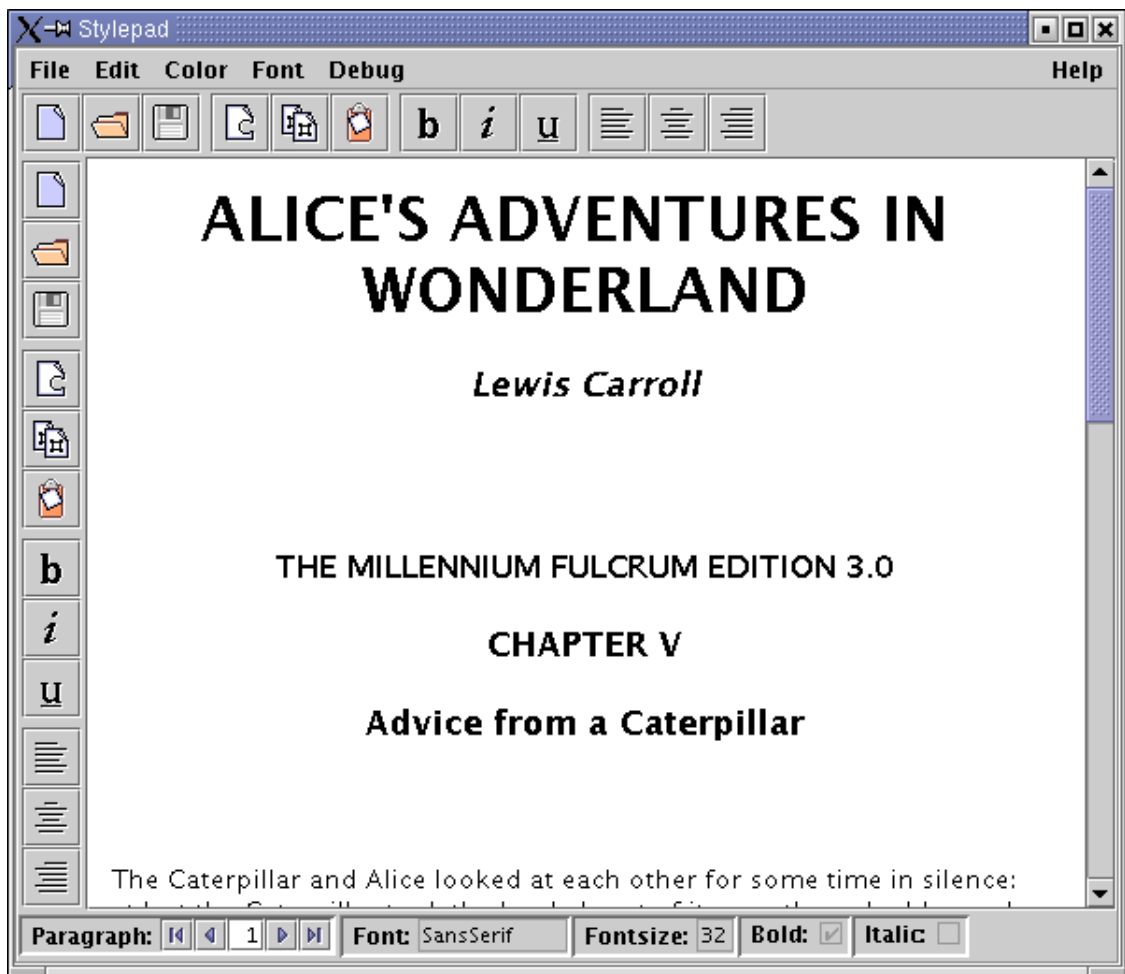 Stylepad
File Edit Color Font Debug Help
b i u
ALICE'S ADVENTURES IN
WONDERLAND
Lewis Carroll
THE MILLENNIUM FULCRUM EDITION 3.0
b
CHAPTER V
i
u
Advice from a Caterpillar
The Caterpillar and Alice looked at each other for some time in silence:
Paragraph: 1 Font: SansSerif Fontsize: 32 Bold: Italic: